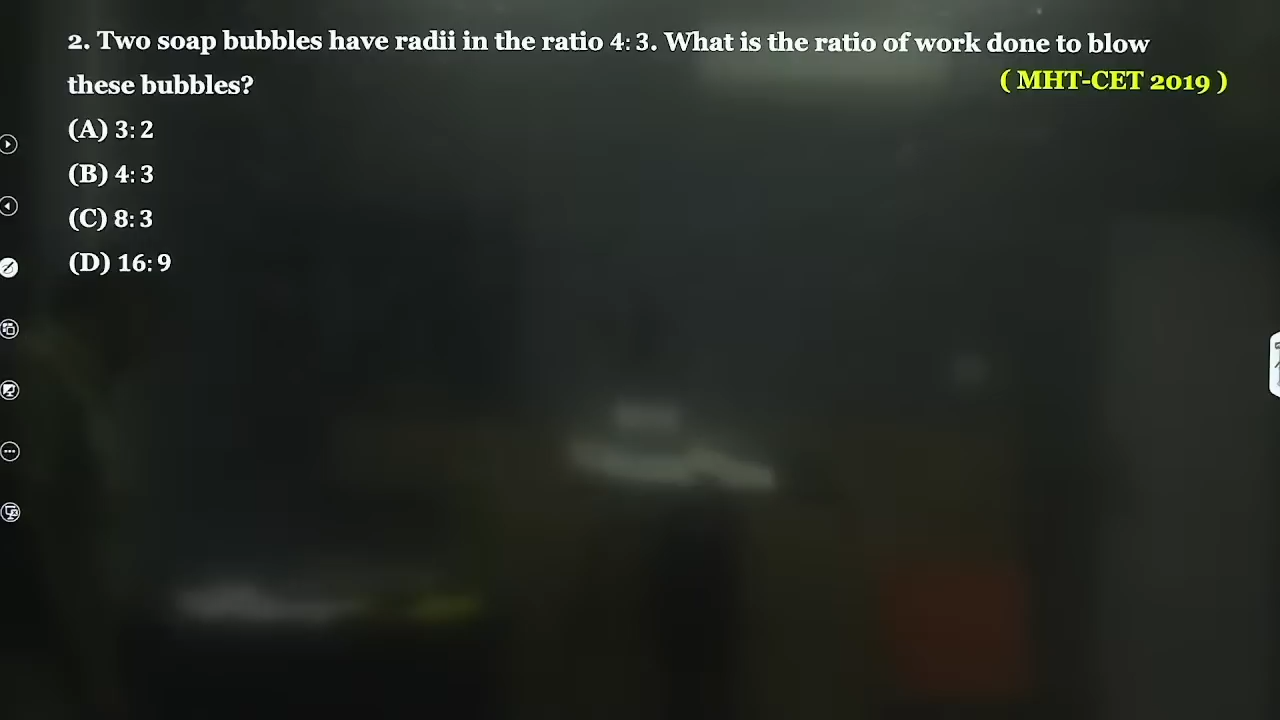 2. Two soap bubbles have radii in the ratio 4:3. What is the ratio of work done to blow
these bubbles?
( MHT-CET 2019 )
(A) 3:2
(B) 4:3
(C) 8:3
(D) 16:9